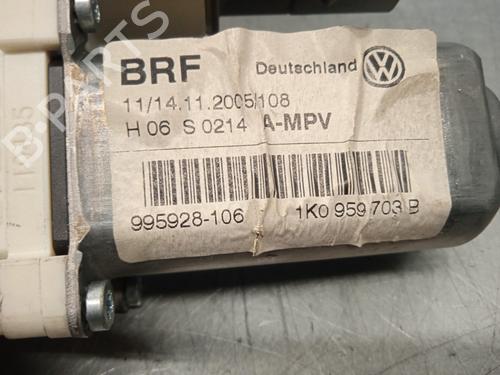 BRF Deutschland
11/14.11.2005/108
H 06 S 0214 A-MPV
995928-106 1K0 959 703 B